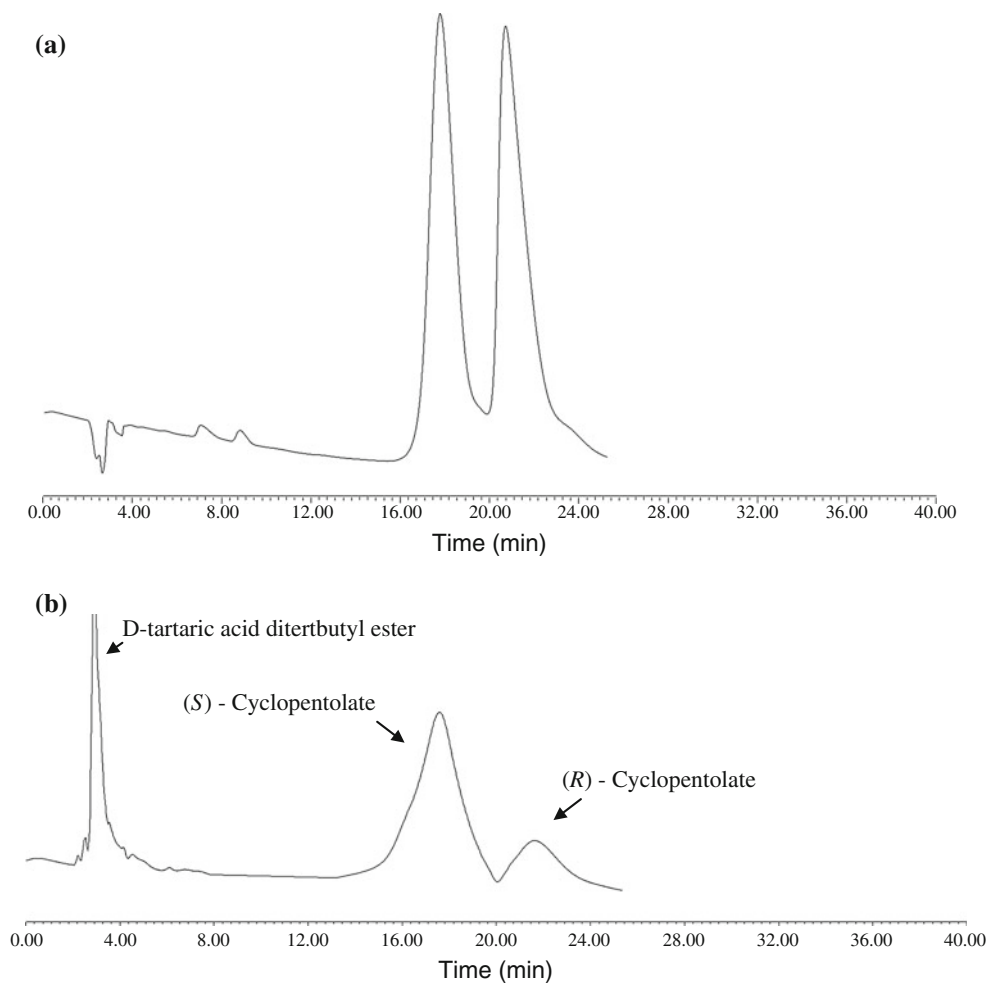 (a)
0.00 4.00 8.00 12.00 16.00 20.00 24.00 28.00 32.00 36.00 40.00
Time (min)
(b)
D-tartaric acid ditertbutyl ester
(S) - Cyclopentolate
(R) - Cyclopentolate
0.00 4.00 8.00 12.00 16.00 20.00 24.00 28.00 32.00 36.00 40.00
Time (min)